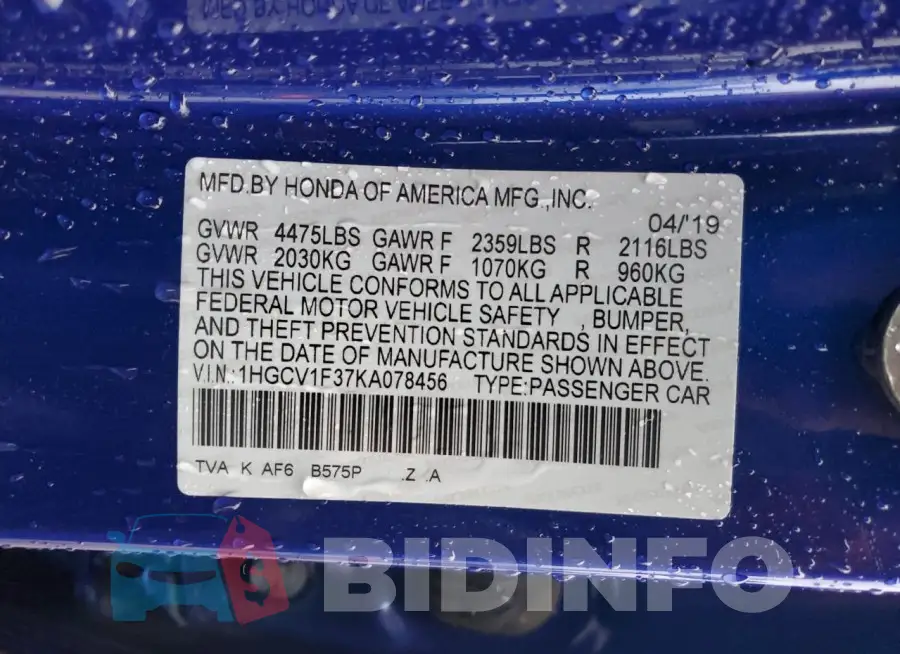 MFD.BY HONDA OF AMERICA MFG.,INC.
04/'19
GVWR 4475LBS GAWR F 2359LBS R 2116LBS
GVWR 2030KG GAWR F 1070KG R 960KG
THIS VEHICLE CONFORMS TO ALL APPLICABLE
FEDERAL MOTOR VEHICLE SAFETY , BUMPER,
AND THEFT PREVENTION STANDARDS IN EFFECT
ON THE DATE OF MANUFACTURE SHOWN ABOVE.
V.I.N.:1HGCV1F37KA078456 TYPE:PASSENGER CAR
TVA K AF6 B575P .Z .A
$ BIDINFO